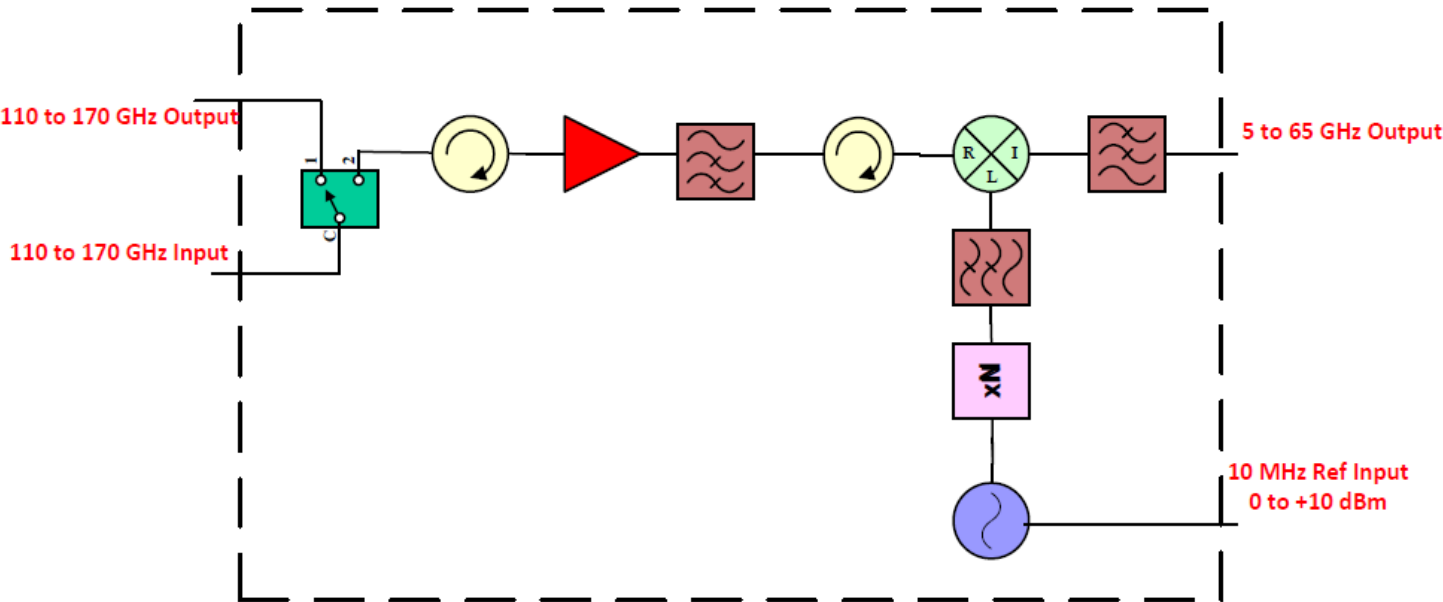 110 to 170 GHz Output
5 to 65 GHz Output
1
2
R
I
L
C
110 to 170 GHz Input
Nx
10 MHz Ref Input
0 to +10 dBm